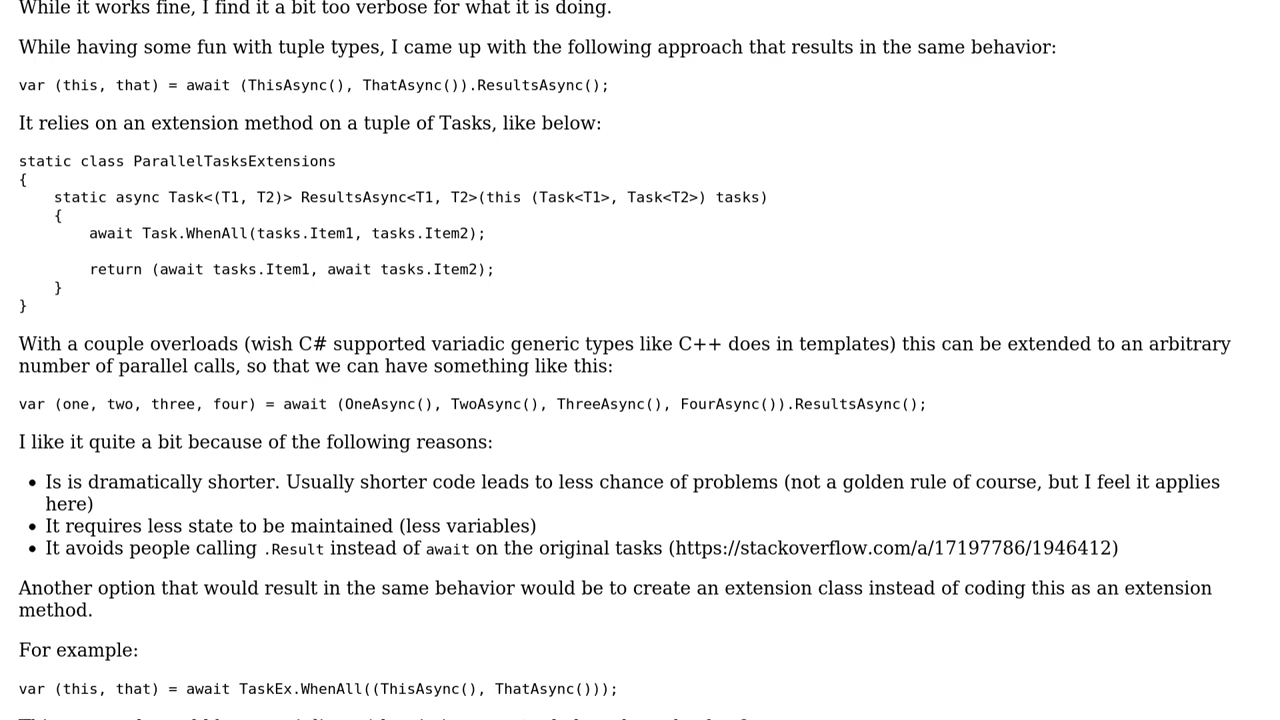 While it works fine, I find it a bit too verbose for what it is doing.
While having some fun with tuple types, I came up with the following approach that results in the same behavior:
var (this, that) = await (ThisAsync(), ThatAsync()).ResultsAsync();
It relies on an extension method on a tuple of Tasks, like below:
static class ParallelTasksExtensions
{
    static async Task<(T1, T2)> ResultsAsync<T1, T2>(this (Task<T1>, Task<T2>) tasks)
    {
        await Task.WhenAll(tasks.Item1, tasks.Item2);
        return (await tasks.Item1, await tasks.Item2);
    }
}
With a couple overloads (wish C# supported variadic generic types like C++ does in templates) this can be extended to an arbitrary
number of parallel calls, so that we can have something like this:
var (one, two, three, four) = await (OneAsync(), TwoAsync(), ThreeAsync(), FourAsync()).ResultsAsync();
I like it quite a bit because of the following reasons:
• Is is dramatically shorter. Usually shorter code leads to less chance of problems (not a golden rule of course, but I feel it applies
here)
• It requires less state to be maintained (less variables)
• It avoids people calling .Result instead of await on the original tasks (https://stackoverflow.com/a/17197786/1946412)
Another option that would result in the same behavior would be to create an extension class instead of coding this as an extension
method.
For example:
var (this, that) = await TaskEx.WhenAll((ThisAsync(), ThatAsync()));